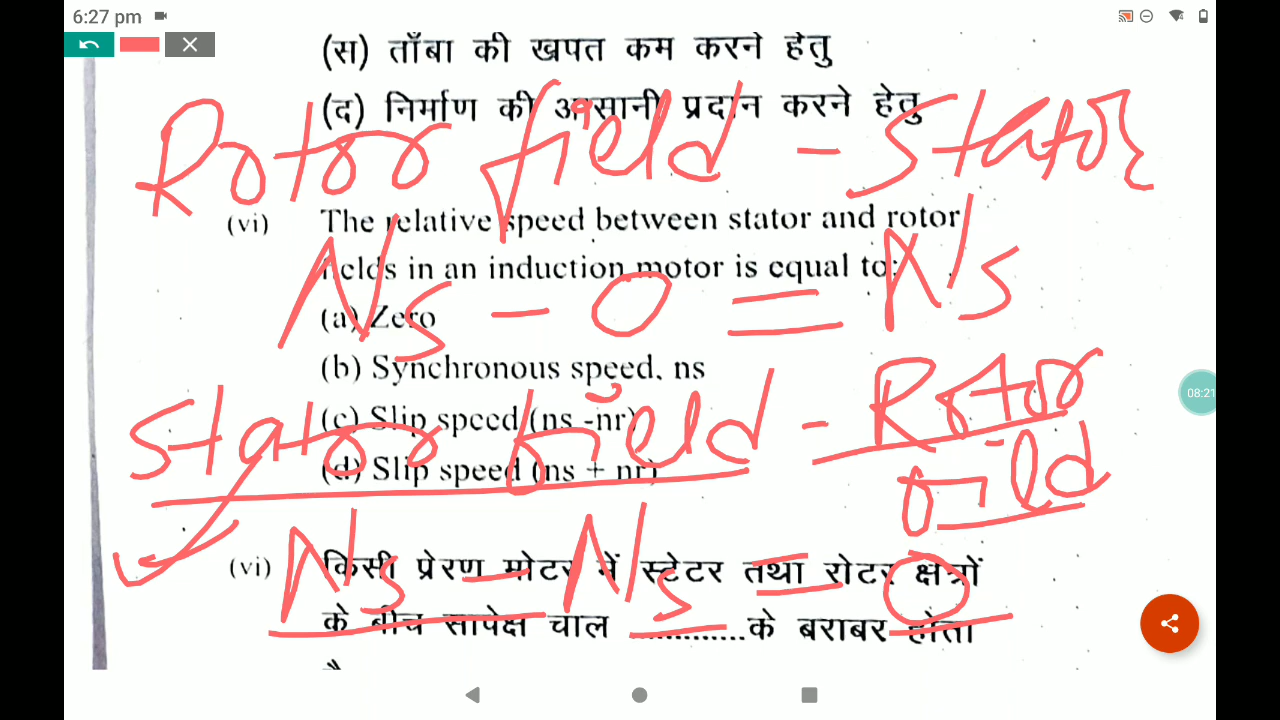 6:27 pm
(स) ताँबा की खपत कम करने हेतु
(द) निर्माण की आसानी प्रदान करने हेतु
Rotor field - Stator
(vi) The relative speed between stator and rotor
fields in an induction motor is equal to:
Ns - 0 = Ns
(a) Zero
(b) Synchronous speed, ns
(c) Slip speed (ns -nr)
Stator field - Rotor field
(d) Slip speed (ns + nr)
08:21
Ns - Ns = 0
(vi) किसी प्रेरण मोटर में स्टेटर तथा रोटर क्षेत्रों
के बीच सापेक्ष चाल .............के बराबर होता